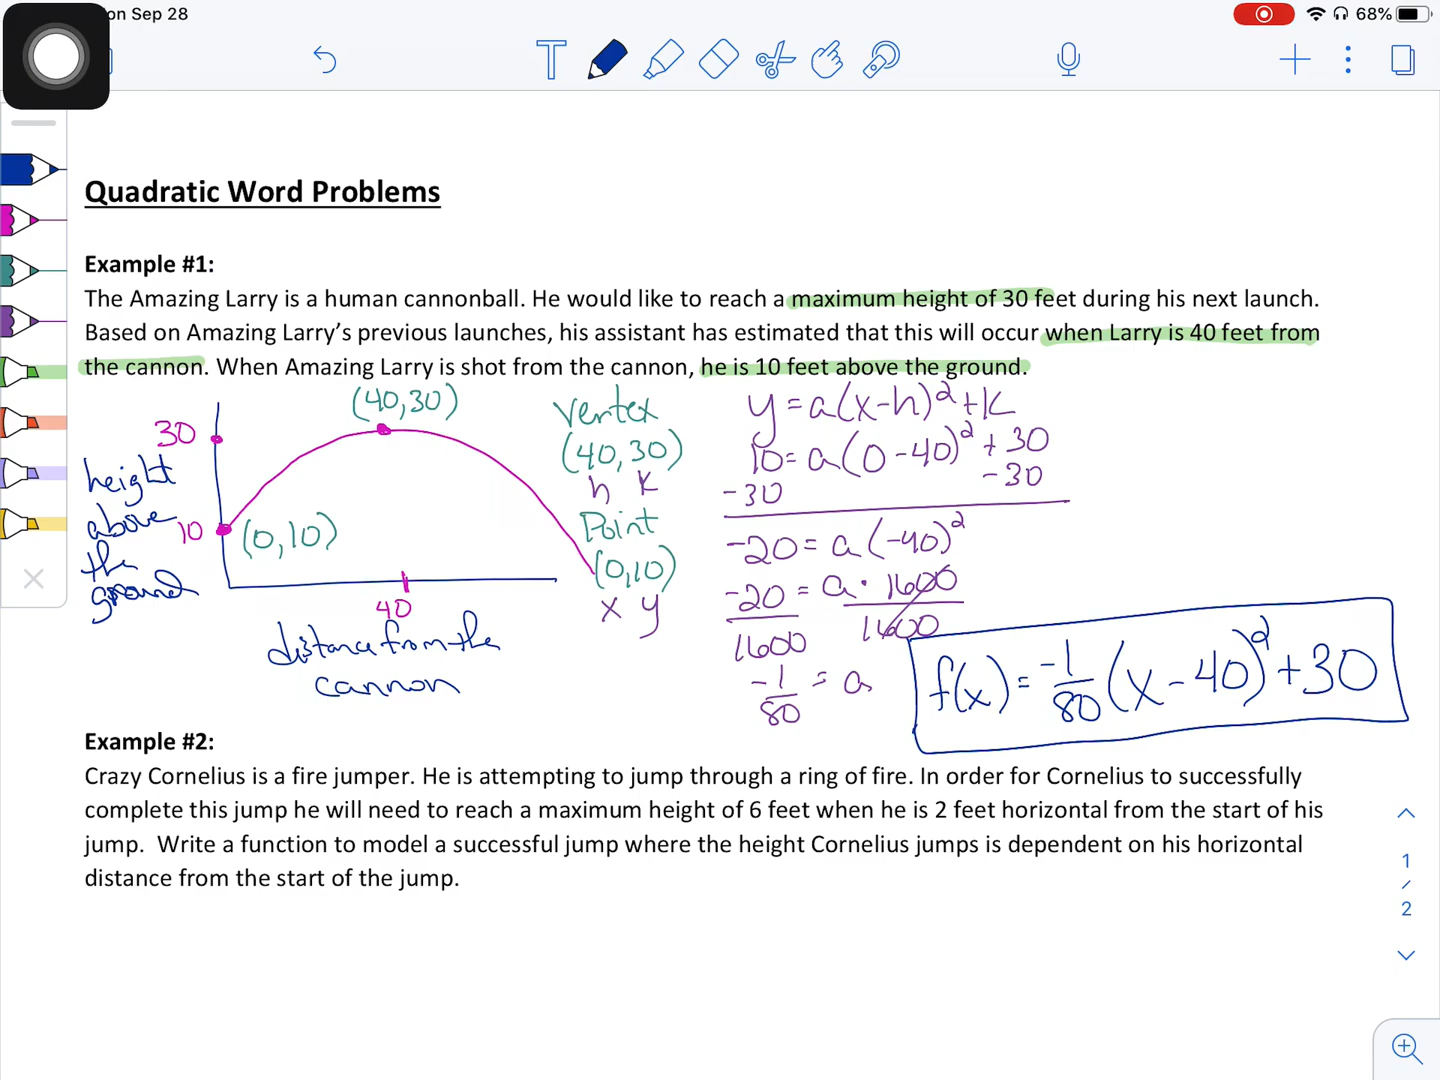 on Sep 28
68%
T
Quadratic Word Problems
Example #1:
The Amazing Larry is a human cannonball. He would like to reach a maximum height of 30 feet during his next launch.
Based on Amazing Larry’s previous launches, his assistant has estimated that this will occur when Larry is 40 feet from
the cannon. When Amazing Larry is shot from the cannon, he is 10 feet above the ground.
30
10
height
above
the
ground
(40,30)
(0,10)
40
distance from the
cannon
Vertex
(40,30)
h k
Point
(0,10)
x y
y = a(x-h)² + k
10 = a(0-40)² + 30
-30 -30
-20 = a(-40)²
-20 = a · 1600
1600 1600
-1/80 = a
f(x) = -1/80 (x-40)² + 30
Example #2:
Crazy Cornelius is a fire jumper. He is attempting to jump through a ring of fire. In order for Cornelius to successfully
complete this jump he will need to reach a maximum height of 6 feet when he is 2 feet horizontal from the start of his
jump.  Write a function to model a successful jump where the height Cornelius jumps is dependent on his horizontal
distance from the start of the jump.
1
/
2